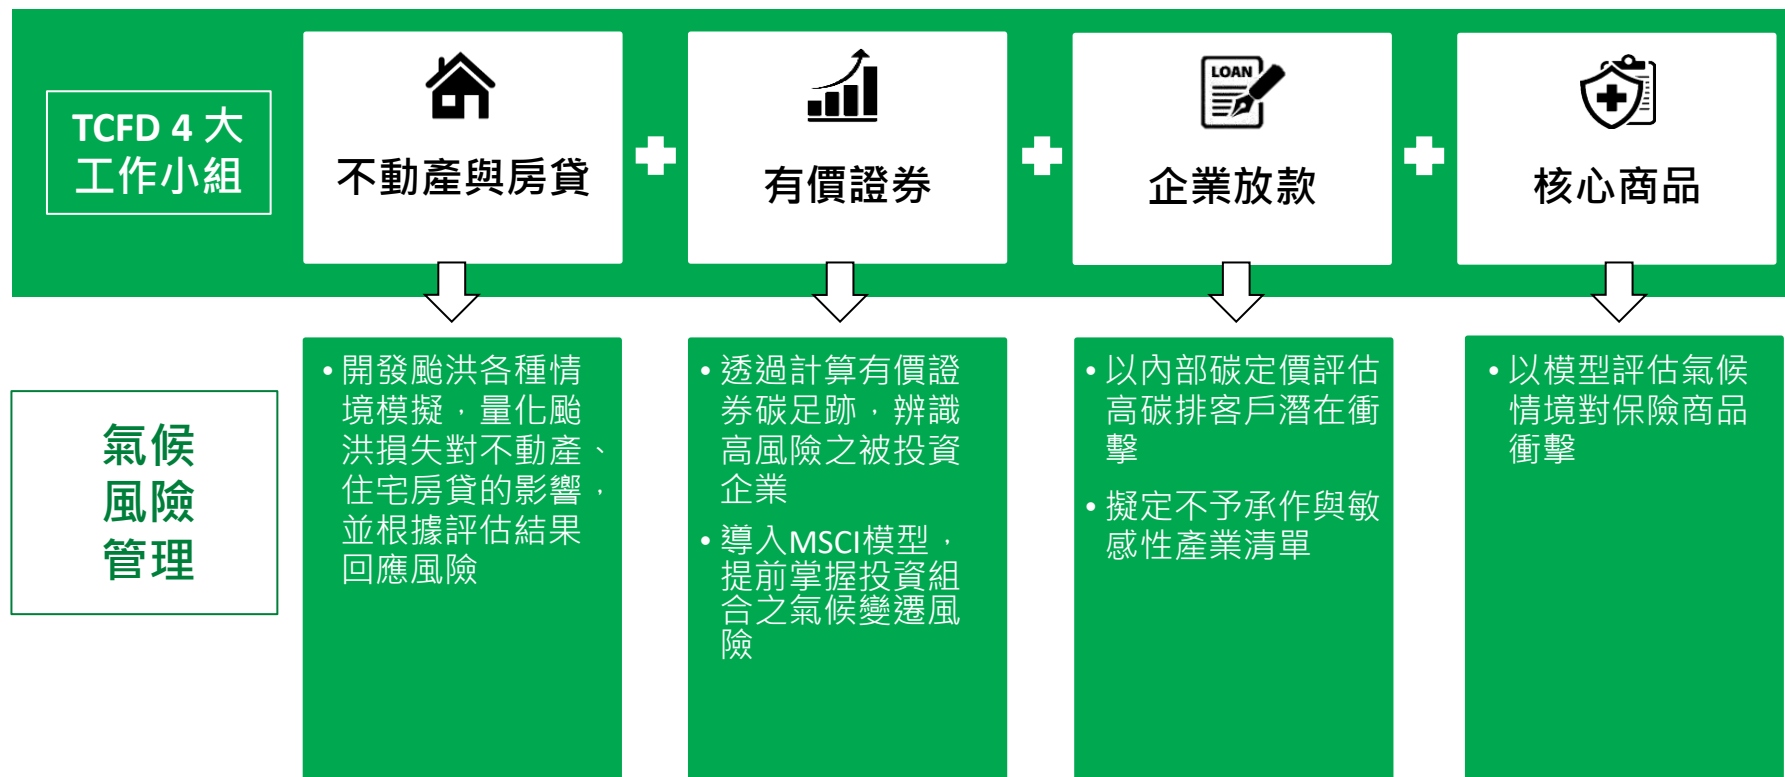 TCFD 4 大
工作小組
不動產與房貸
有價證券
LOAN
企業放款
核心商品
氣候
風險
管理
• 開發颱洪各種情
境模擬，量化颱
洪損失對不動產、
住宅房貸的影響，
並根據評估結果
回應風險
• 透過計算有價證
券碳足跡，辨識
高風險之被投資
企業
• 導入MSCI模型，
提前掌握投資組
合之氣候變遷風
險
• 以內部碳定價評估
高碳排客戶潛在衝
擊
• 擬定不予承作與敏
感性產業清單
• 以模型評估氣候
情境對保險商品
衝擊